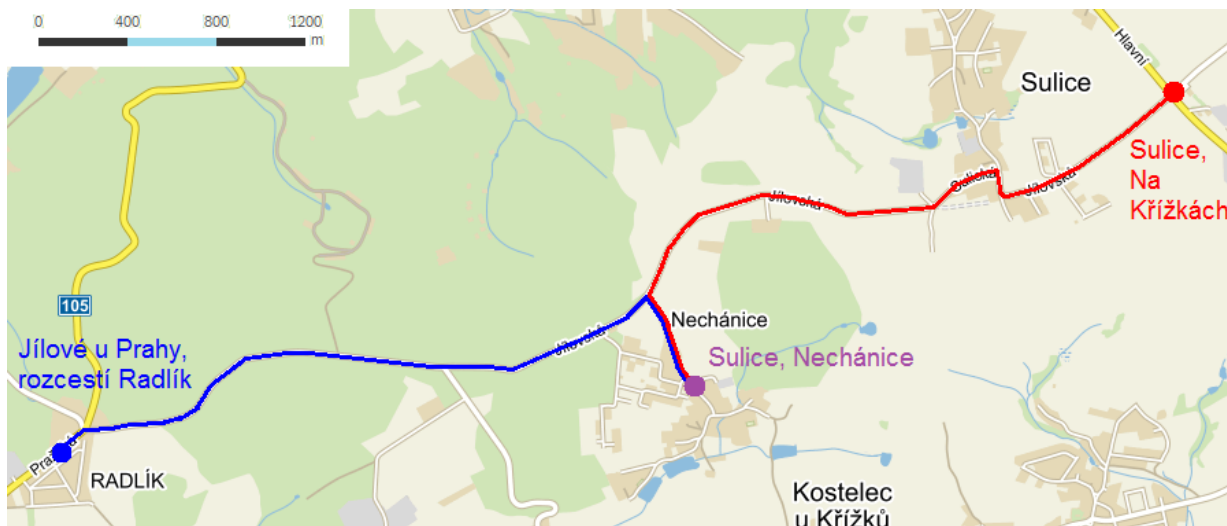 0 400 800 1200
m
Hlavní
Sulice
Sulice,
Na
Křížkách
Sulická
Jílovská
Jílovská
105
Nechánice
Jílovská
Jílové u Prahy,
rozcestí Radlík
Sulice, Nechánice
Pražská
RADLÍK
Kostelec
u Křížků